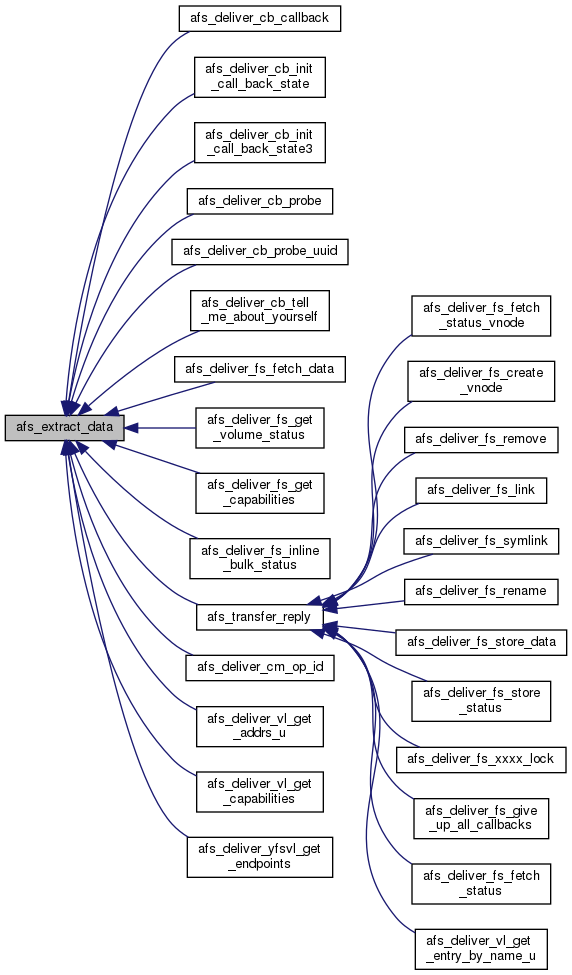 afs_deliver_cb_callback
afs_deliver_cb_init
_call_back_state
afs_deliver_cb_init
_call_back_state3
afs_deliver_cb_probe
afs_deliver_cb_probe_uuid
afs_deliver_cb_tell
_me_about_yourself
afs_deliver_fs_fetch_data
afs_extract_data
afs_deliver_fs_get
_volume_status
afs_deliver_fs_get
_capabilities
afs_deliver_fs_inline
_bulk_status
afs_transfer_reply
afs_deliver_cm_op_id
afs_deliver_vl_get
_addrs_u
afs_deliver_vl_get
_capabilities
afs_deliver_yfsvl_get
_endpoints
afs_deliver_fs_fetch
_status_vnode
afs_deliver_fs_create
_vnode
afs_deliver_fs_remove
afs_deliver_fs_link
afs_deliver_fs_symlink
afs_deliver_fs_rename
afs_deliver_fs_store_data
afs_deliver_fs_store
_status
afs_deliver_fs_xxxx_lock
afs_deliver_fs_give
_up_all_callbacks
afs_deliver_fs_fetch
_status
afs_deliver_vl_get
_entry_by_name_u